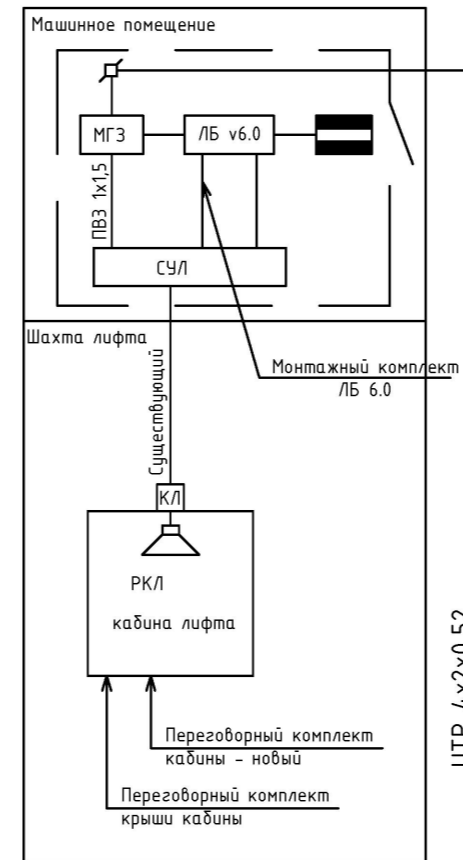 Машинное помещение
МГЗ
ЛБ v6.0
ПВЗ 1х1,5
СУЛ
Шахта лифта
Существующий
Монтажный комплект
ЛБ 6.0
КЛ
РКЛ
кабина лифта
Переговорный комплект
кабины - новый
Переговорный комплект
крыши кабины